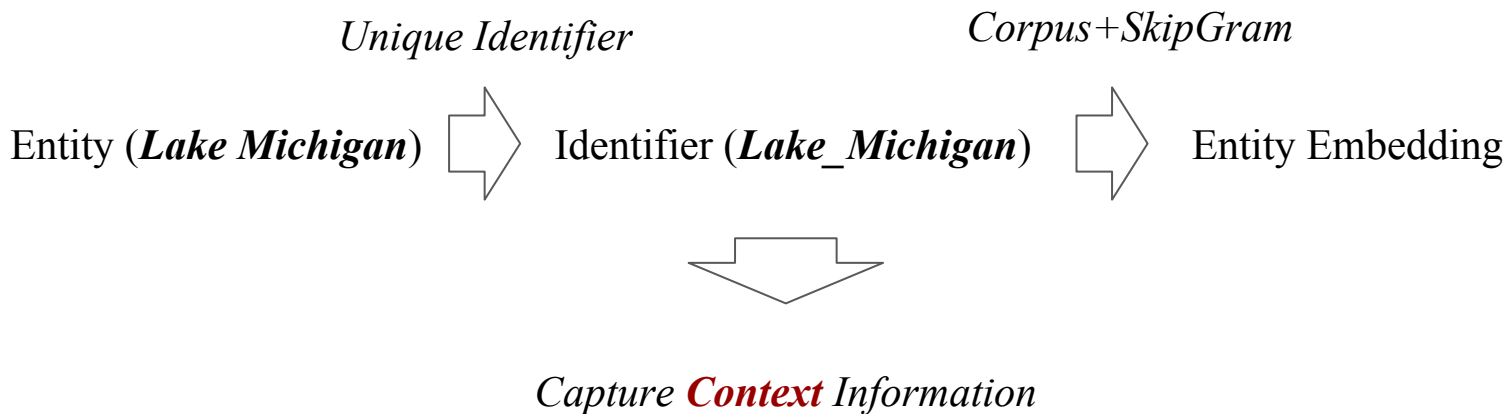 Unique Identifier
Corpus+SkipGram
Entity (Lake Michigan)
Identifier (Lake_Michigan)
Entity Embedding
Capture Context Information